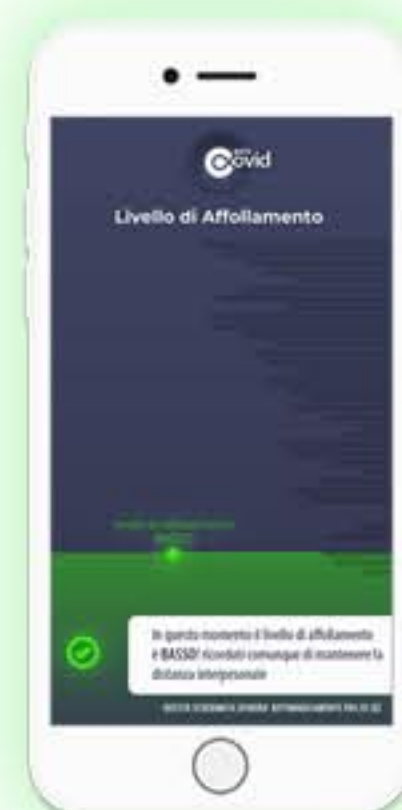 Covid
Livello di Affollamento
BASSO
In questo momento il livello di affollamento
è BASSO! ricordati comunque di mantenere la
distanza interpersonale